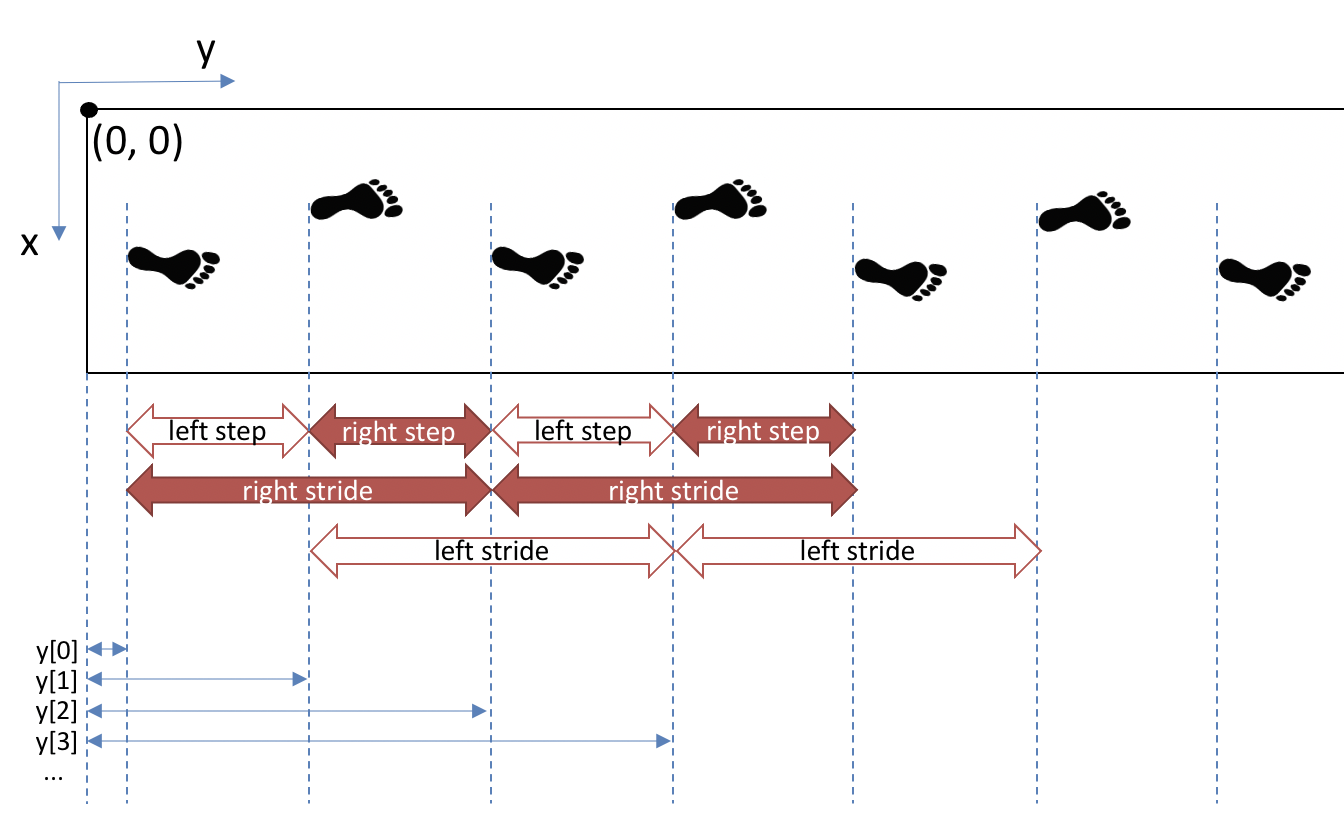 y
(0, 0)
x
left step
right step
left step
right step
right stride
right stride
left stride
left stride
y[0]
y[1]
y[2]
y[3]
...